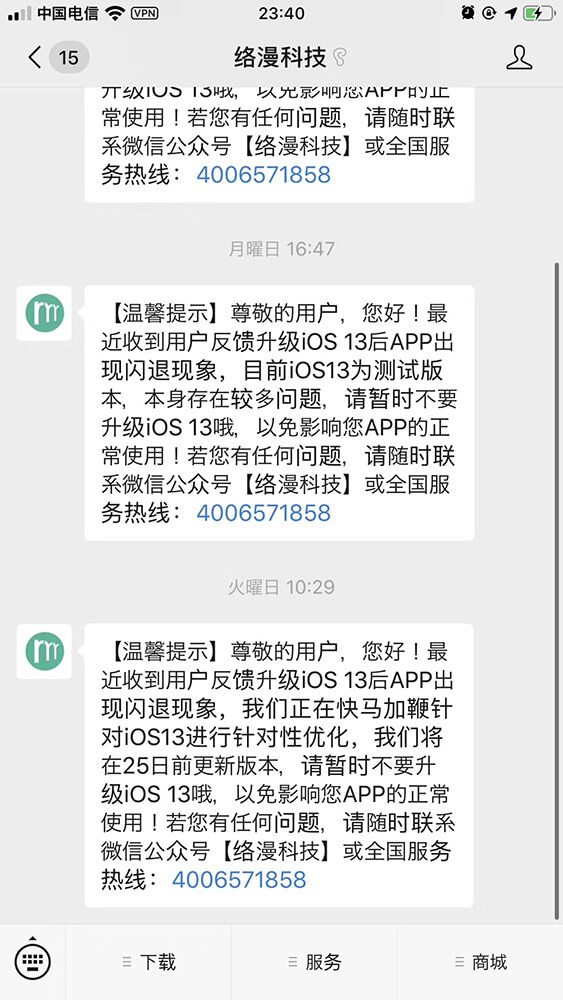 中国电信 VPN 23:40
15 络漫科技
升级iOS 13哦，以免影响您APP的正
常使用！若您有任何问题，请随时联
系微信公众号【络漫科技】或全国服
务热线： 4006571858
月曜日 16:47
【温馨提示】尊敬的用户，您好！最
近收到用户反馈升级iOS 13后APP出
现闪退现象，目前iOS13为测试版
本，本身存在较多问题，请暂时不要
升级iOS 13哦，以免影响您APP的正
常使用！若您有任何问题，请随时联
系微信公众号【络漫科技】或全国服
务热线： 4006571858
火曜日 10:29
【温馨提示】尊敬的用户，您好！最
近收到用户反馈升级iOS 13后APP出
现闪退现象，我们正在快马加鞭针
对iOS13进行针对性优化，我们将
在25日前更新版本，请暂时不要升
级iOS 13哦，以免影响您APP的正常
使用！若您有任何问题，请随时联系
微信公众号【络漫科技】或全国服务
热线： 4006571858
下载 服务 商城